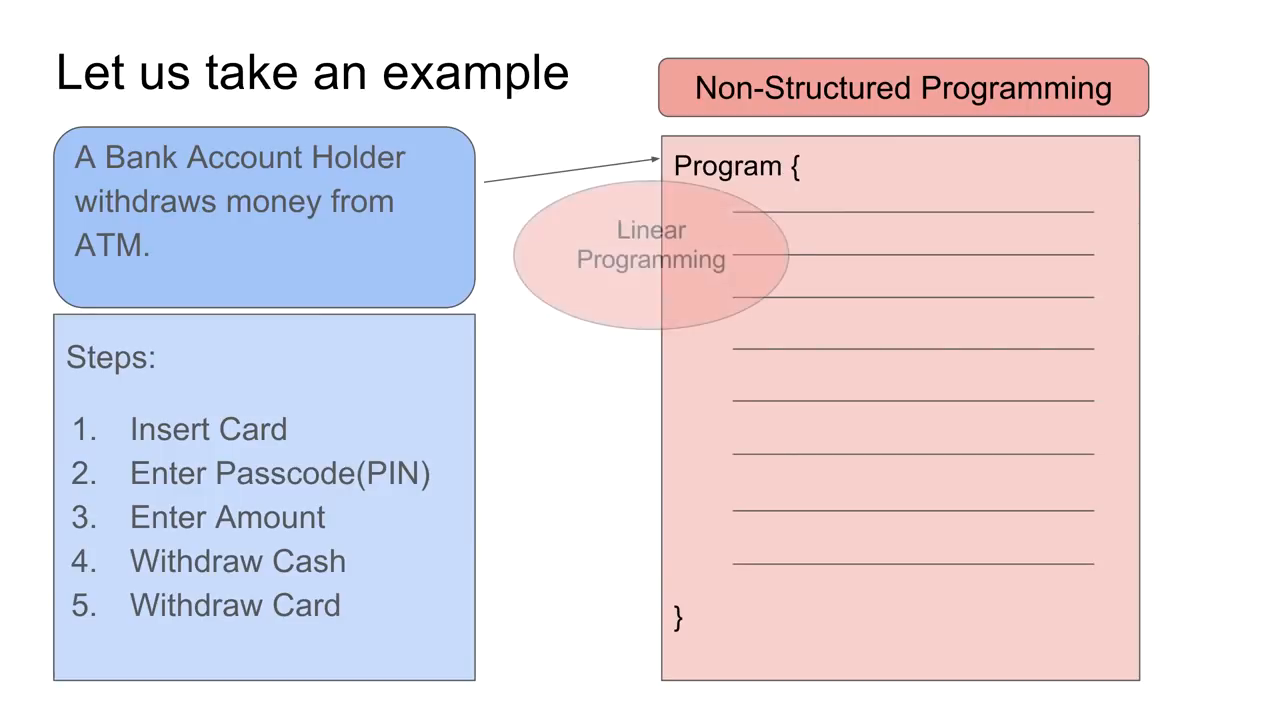 Let us take an example
Non-Structured Programming
A Bank Account Holder
withdraws money from
ATM.
Program {
Linear
Programming
Steps:
1. Insert Card
2. Enter Passcode(PIN)
3. Enter Amount
4. Withdraw Cash
5. Withdraw Card
}